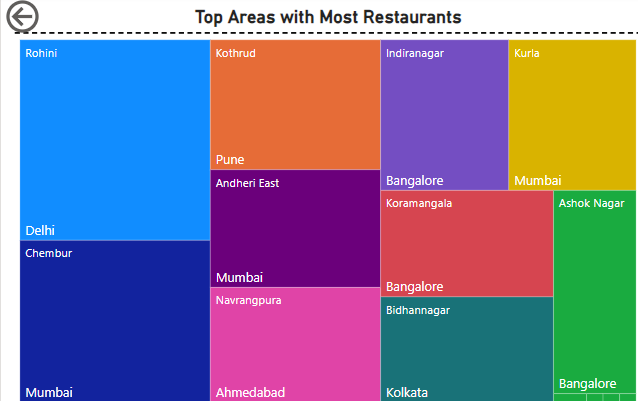 Top Areas with Most Restaurants
Rohini
Delhi
Chembur
Mumbai
Kothrud
Pune
Andheri East
Mumbai
Navrangpura
Ahmedabad
Indiranagar
Bangalore
Kurla
Mumbai
Koramangala
Bangalore
Bidhannagar
Kolkata
Ashok Nagar
Bangalore